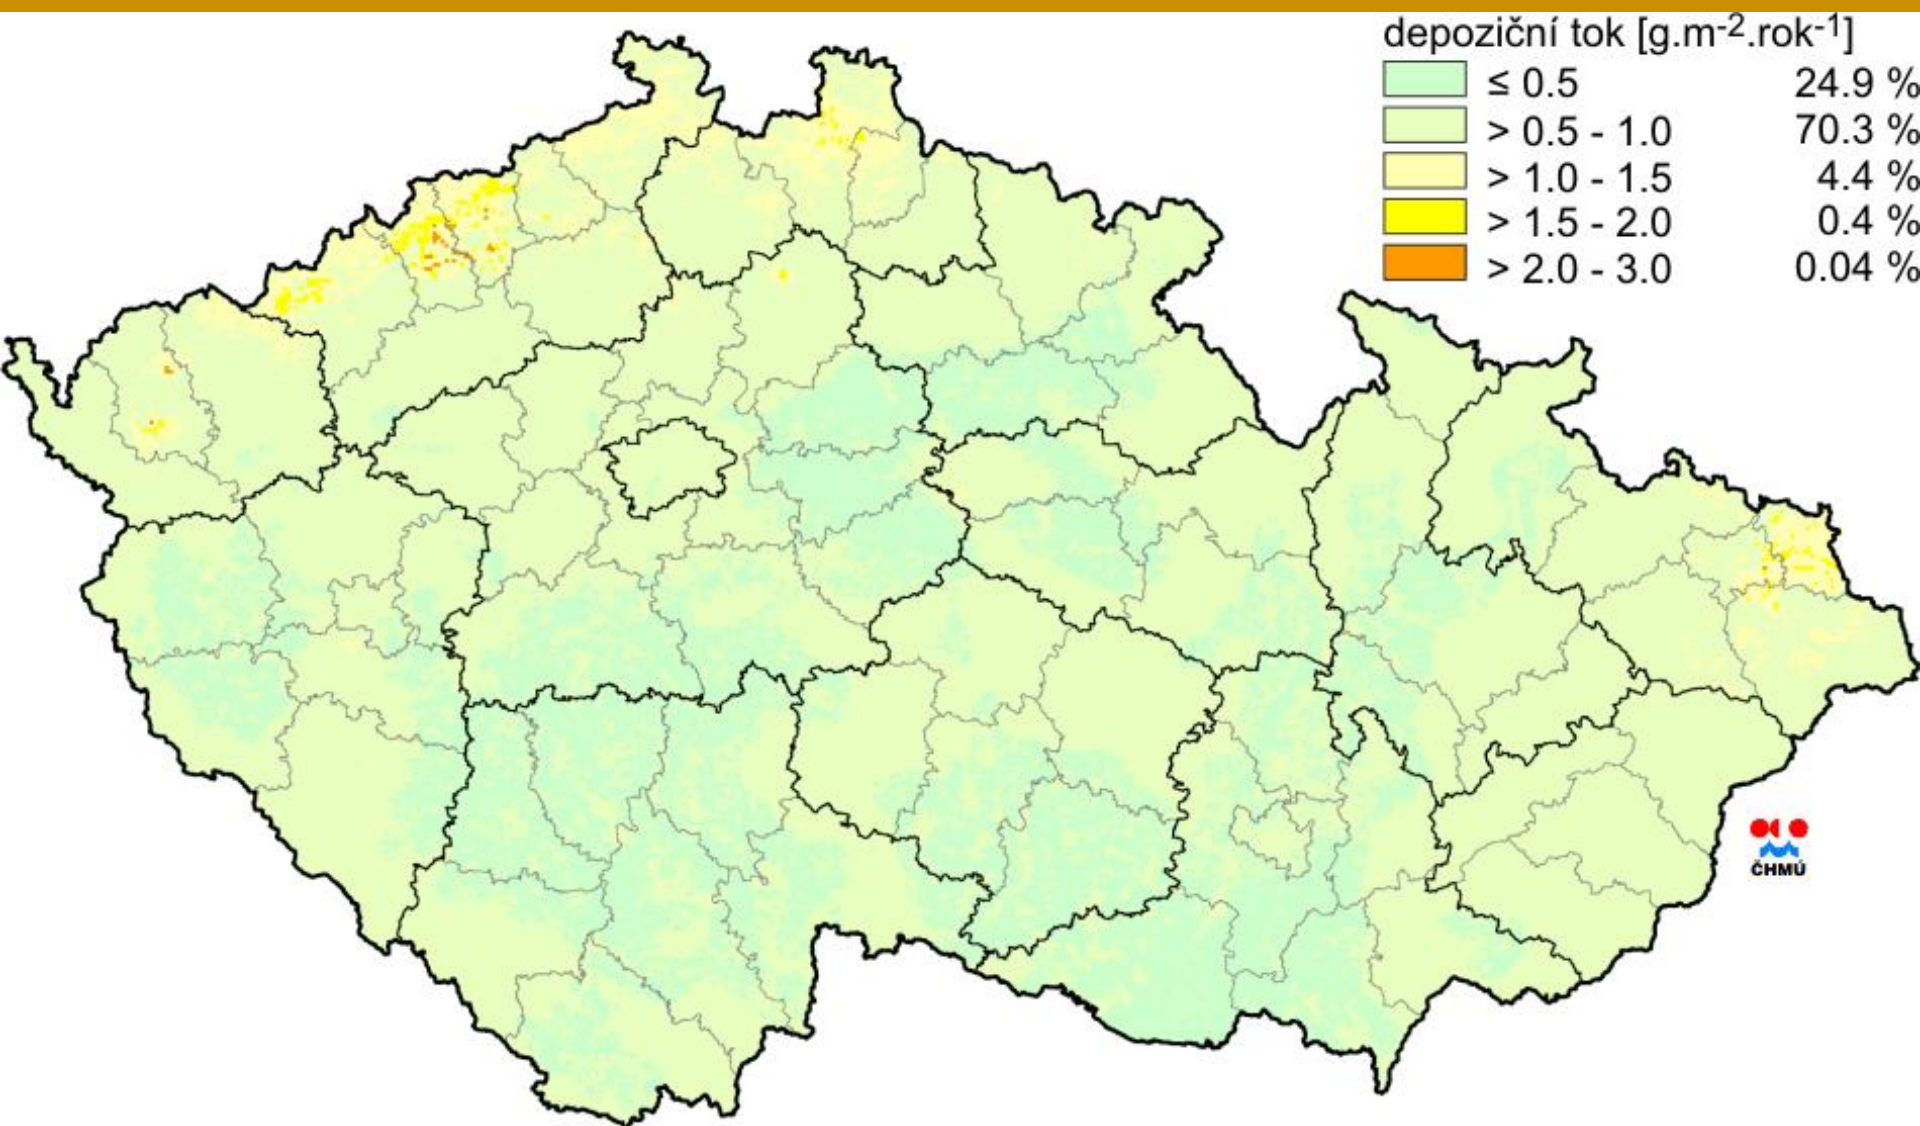 depoziční tok [g.m-2.rok-1]
≤ 0.5 24.9 %
> 0.5 - 1.0 70.3 %
> 1.0 - 1.5 4.4 %
> 1.5 - 2.0 0.4 %
> 2.0 - 3.0 0.04 %
ČHMÚ